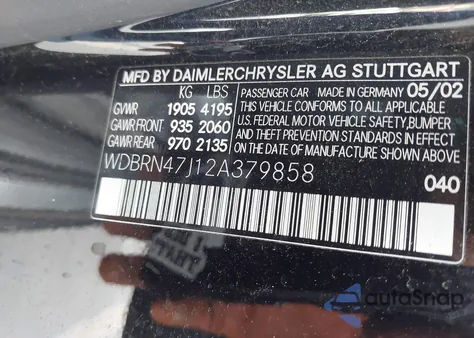 MFD BY DAIMLERCHRYSLER AG STUTTGART
KG LBS PASSENGER CAR MADE IN GERMANY 05/02
GVWR 1905 4195 THIS VEHICLE CONFORMS TO ALL APPLICABLE
GAWR FRONT 935 2060 U.S. FEDERAL MOTOR VEHICLE SAFETY, BUMPER
GAWR REAR 970 2135 AND THEFT PREVENTION STANDARDS IN EFFECT
ON THE DATE OF MANUFACTURE SHOWN ABOVE.
WDBRN47J12A379858 040
autoSnap